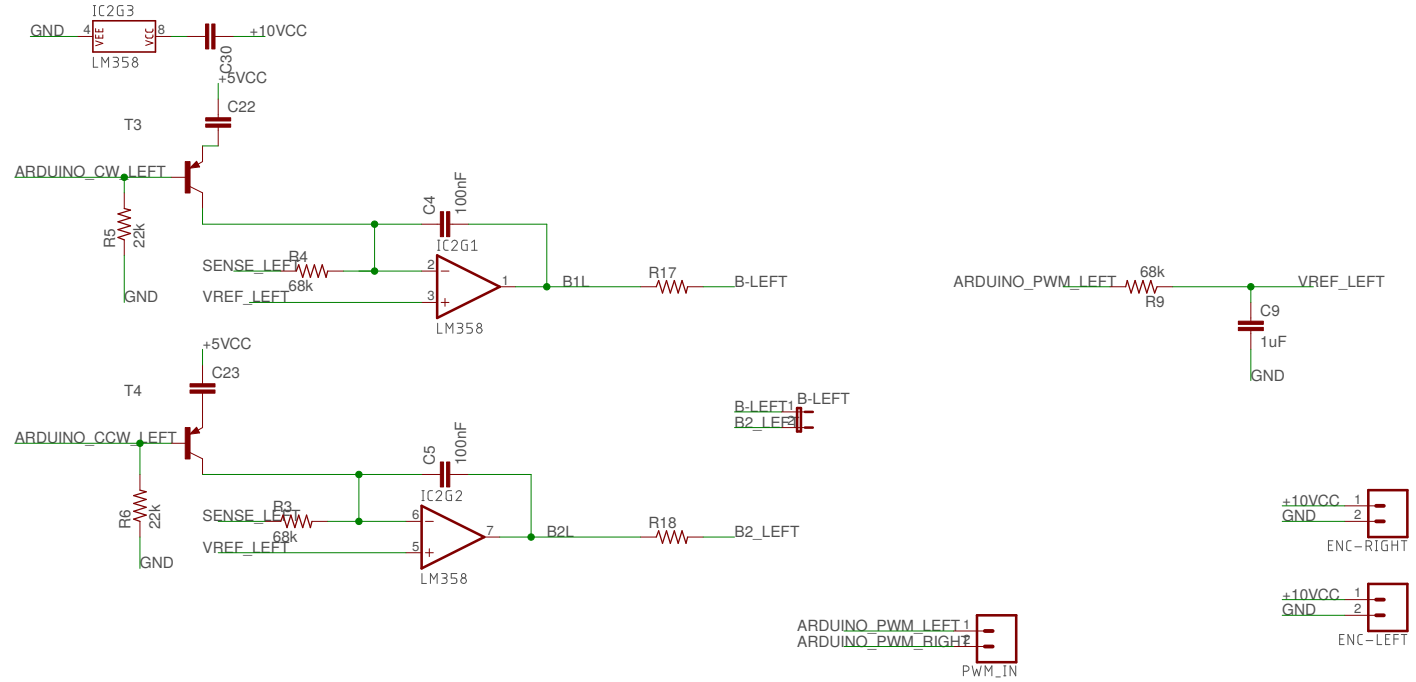 IC2G3
GND 4 VEE VCC 8 +10VCC
LM358
C30
+5VCC
C22
T3
ARDUINO_CW_LEFT
R5
22k
GND
C4
100nF
IC2G1
SENSE_LEFT R4 2 -
68k
VREF_LEFT 3 +
1
LM358
B1L
R17
B-LEFT
ARDUINO_PWM_LEFT
68k
R9
VREF_LEFT
C9
1uF
GND
+5VCC
C23
T4
ARDUINO_CCW_LEFT
R6
22k
GND
C5
100nF
IC2G2
SENSE_LEFT R3 6 -
68k
VREF_LEFT 5 +
7
LM358
B2L
R18
B2_LEFT
B-LEFT
B-LEFT 1
B2_LEFT 2
+10VCC 1
GND 2
ENC-RIGHT
+10VCC 1
GND 2
ENC-LEFT
ARDUINO_PWM_LEFT 1
ARDUINO_PWM_RIGHT 2
PWM_IN